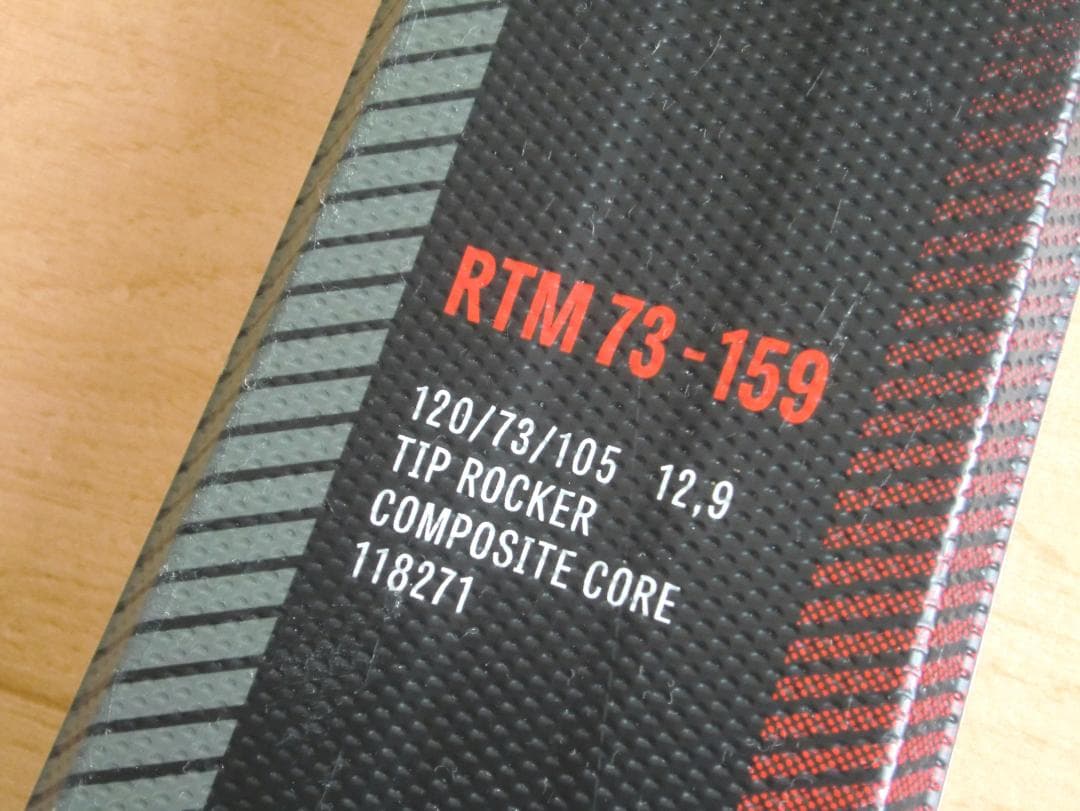 RTM 73 - 159
120/73/105 12,9
TIP ROCKER
COMPOSITE CORE
118271